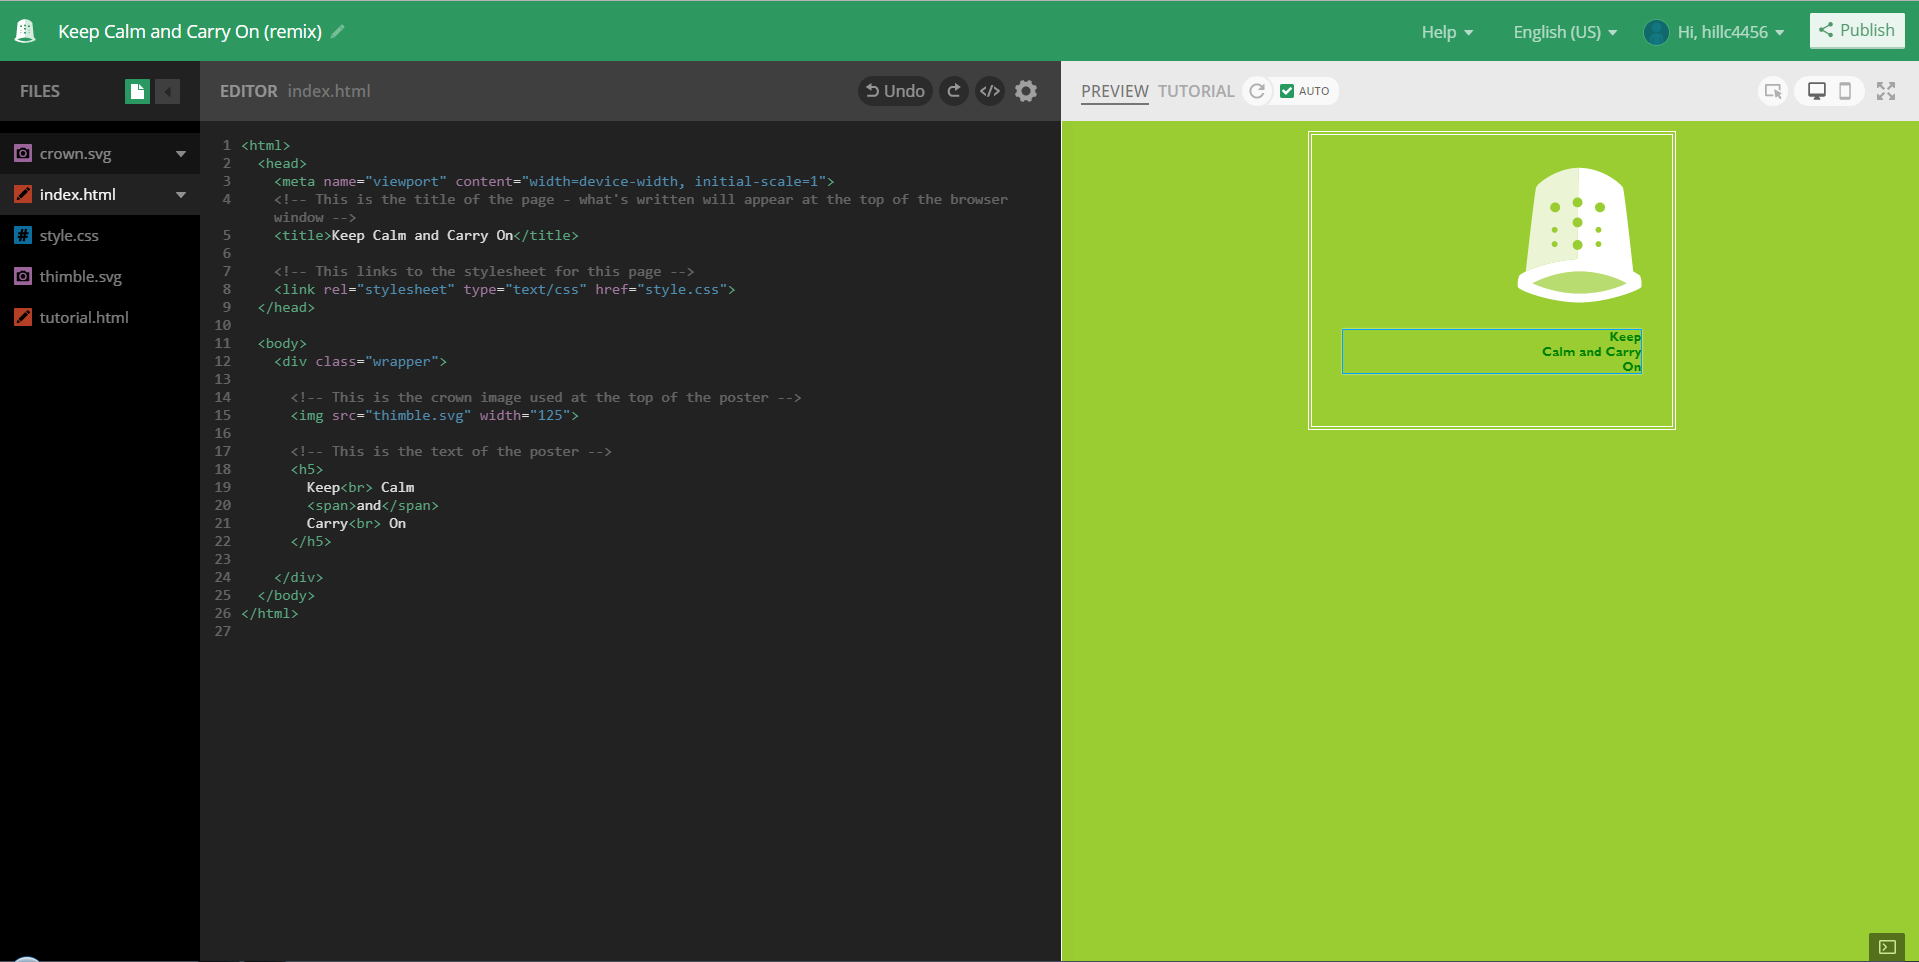 Keep Calm and Carry On (remix)
Help
English (US)
Hi, hillc4456
Publish
FILES
EDITOR index.html
Undo
</>
PREVIEW TUTORIAL
AUTO
crown.svg
index.html
# style.css
thimble.svg
tutorial.html
1 <html>
2 <head>
3 <meta name="viewport" content="width=device-width, initial-scale=1">
4 <!-- This is the title of the page - what's written will appear at the top of the browser
window -->
5 <title>Keep Calm and Carry On</title>
6
7 <!-- This links to the stylesheet for this page -->
8 <link rel="stylesheet" type="text/css" href="style.css">
9 </head>
10
11 <body>
12 <div class="wrapper">
13
14 <!-- This is the crown image used at the top of the poster -->
15 <img src="thimble.svg" width="125">
16
17 <!-- This is the text of the poster -->
18 <h5>
19 Keep<br> Calm
20 <span>and</span>
21 Carry<br> On
22 </h5>
23
24 </div>
25 </body>
26 </html>
27
Keep
Calm and Carry
On